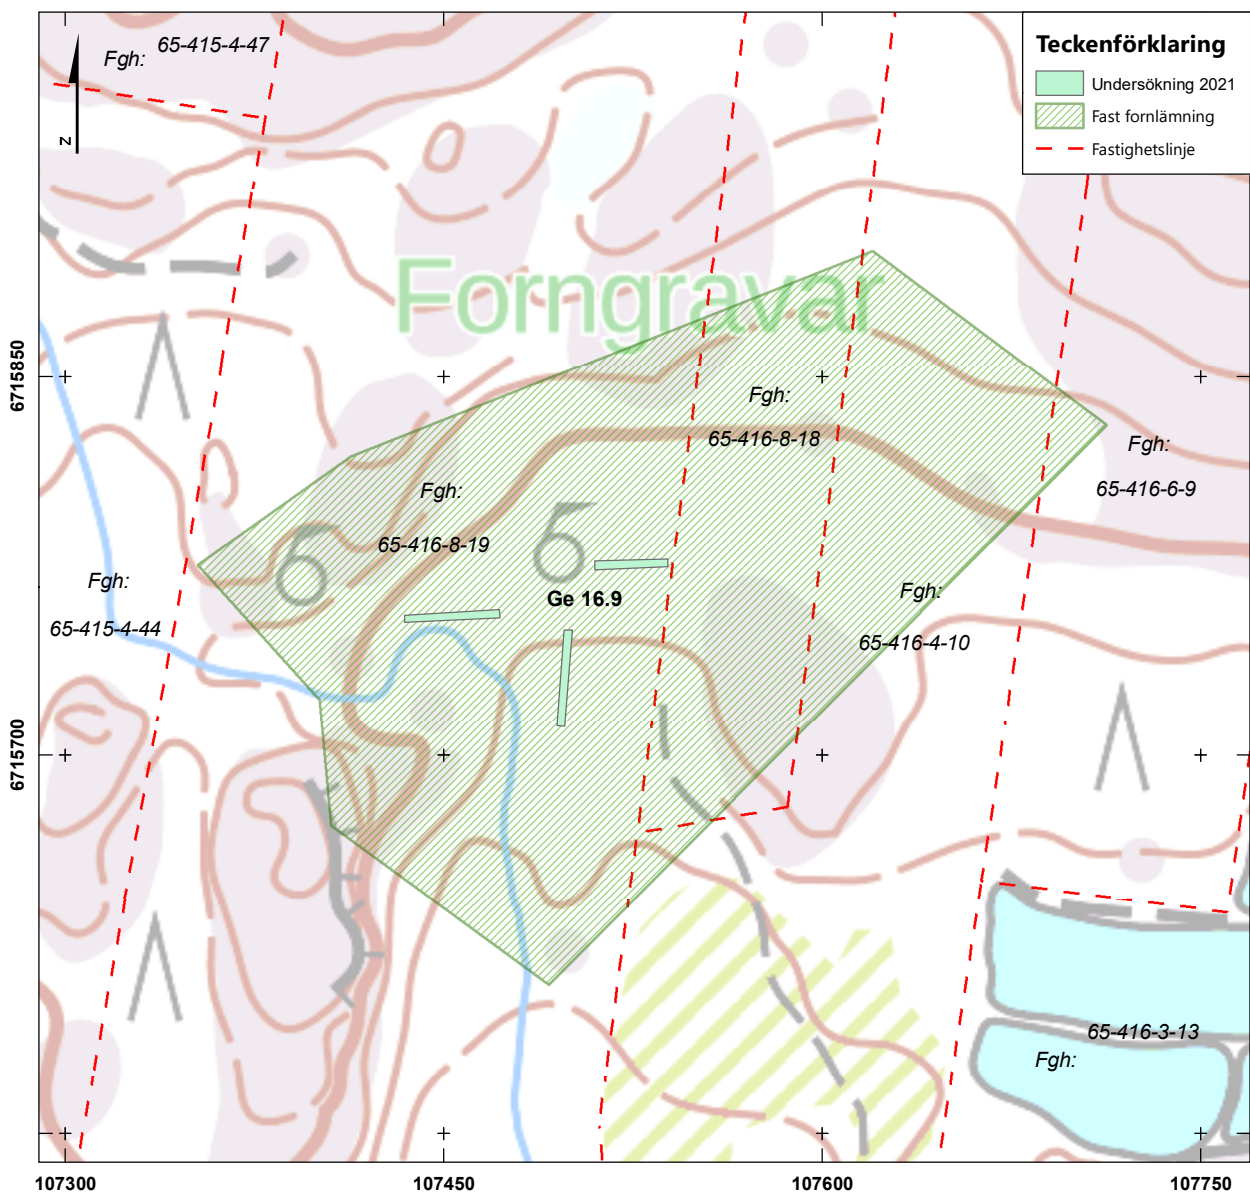 Fgh:
65-415-4-47
N
Teckenförklaring
Undersökning 2021
Fast fornlämning
Fastighetslinje
Forngravar
6715850
Fgh:
65-416-8-18
Fgh:
65-416-6-9
Fgh:
65-416-8-19
Fgh:
65-415-4-44
Ge 16.9
Fgh:
65-416-4-10
6715700
65-416-3-13
Fgh:
107300
107450
107600
107750